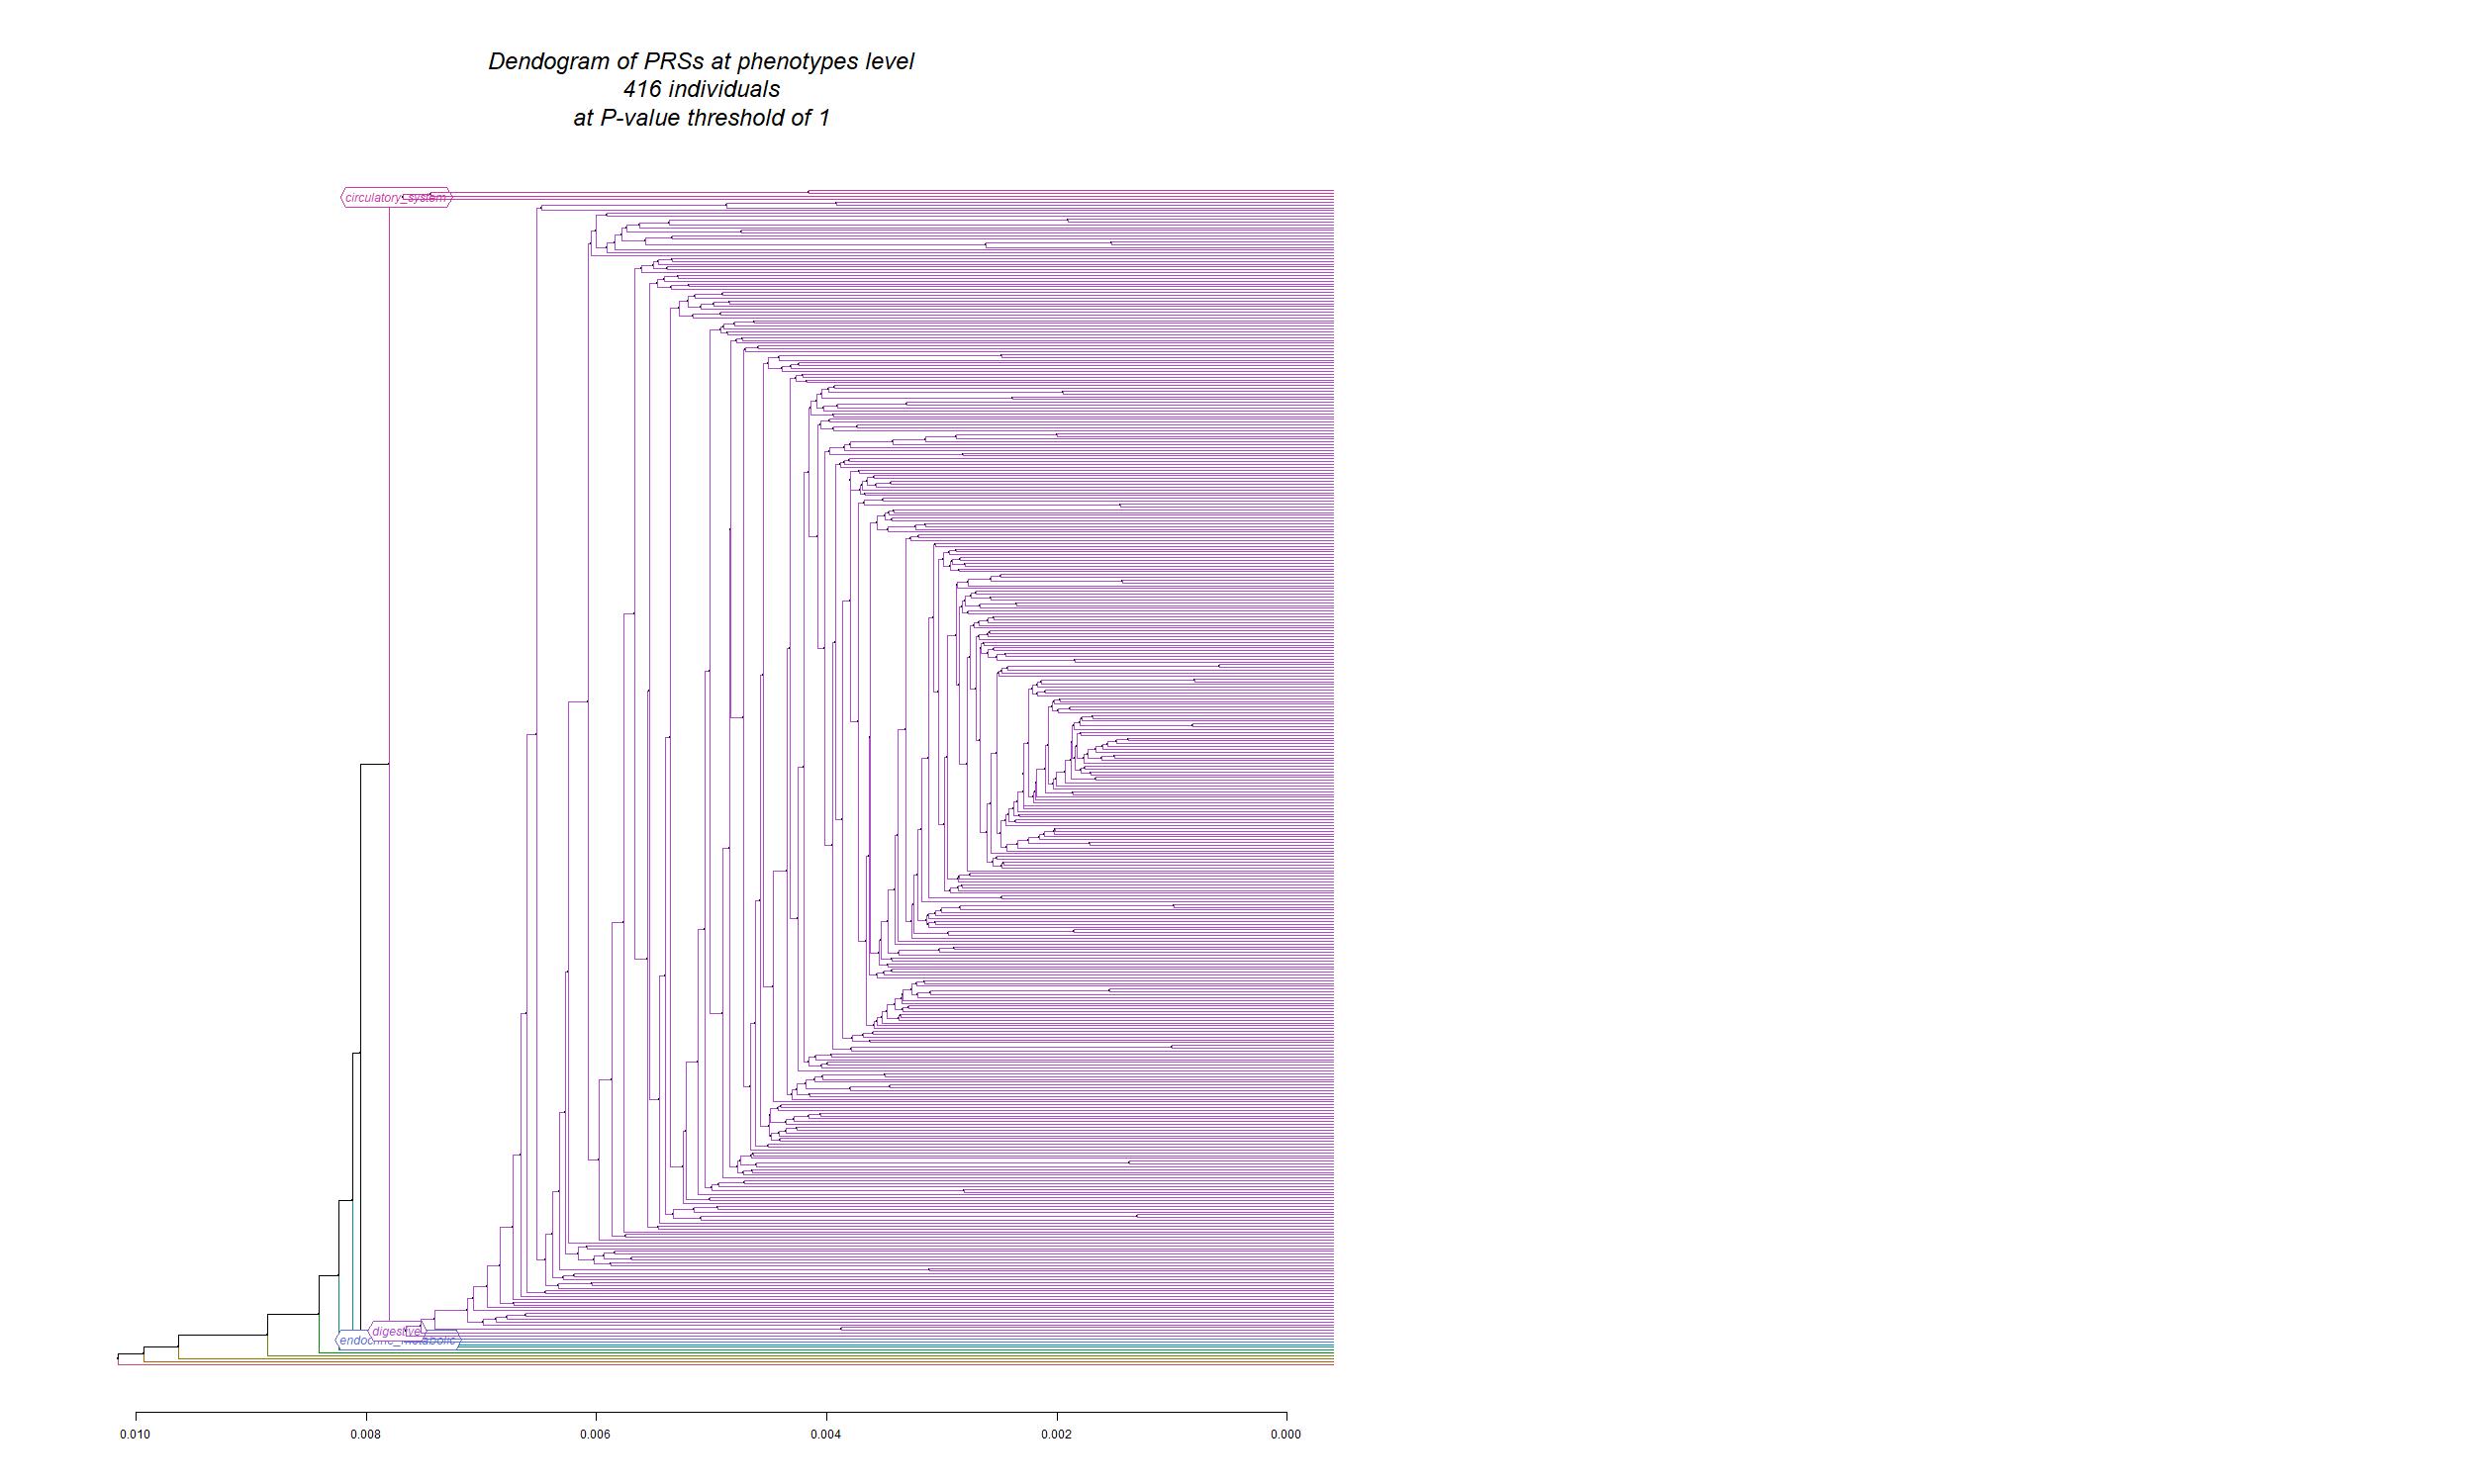 Dendogram of PRSs at phenotypes level
416 individuals
at P-value threshold of 1
circulatory_system
digestive
endocrine_metabolic
0.010 0.008 0.006 0.004 0.002 0.000